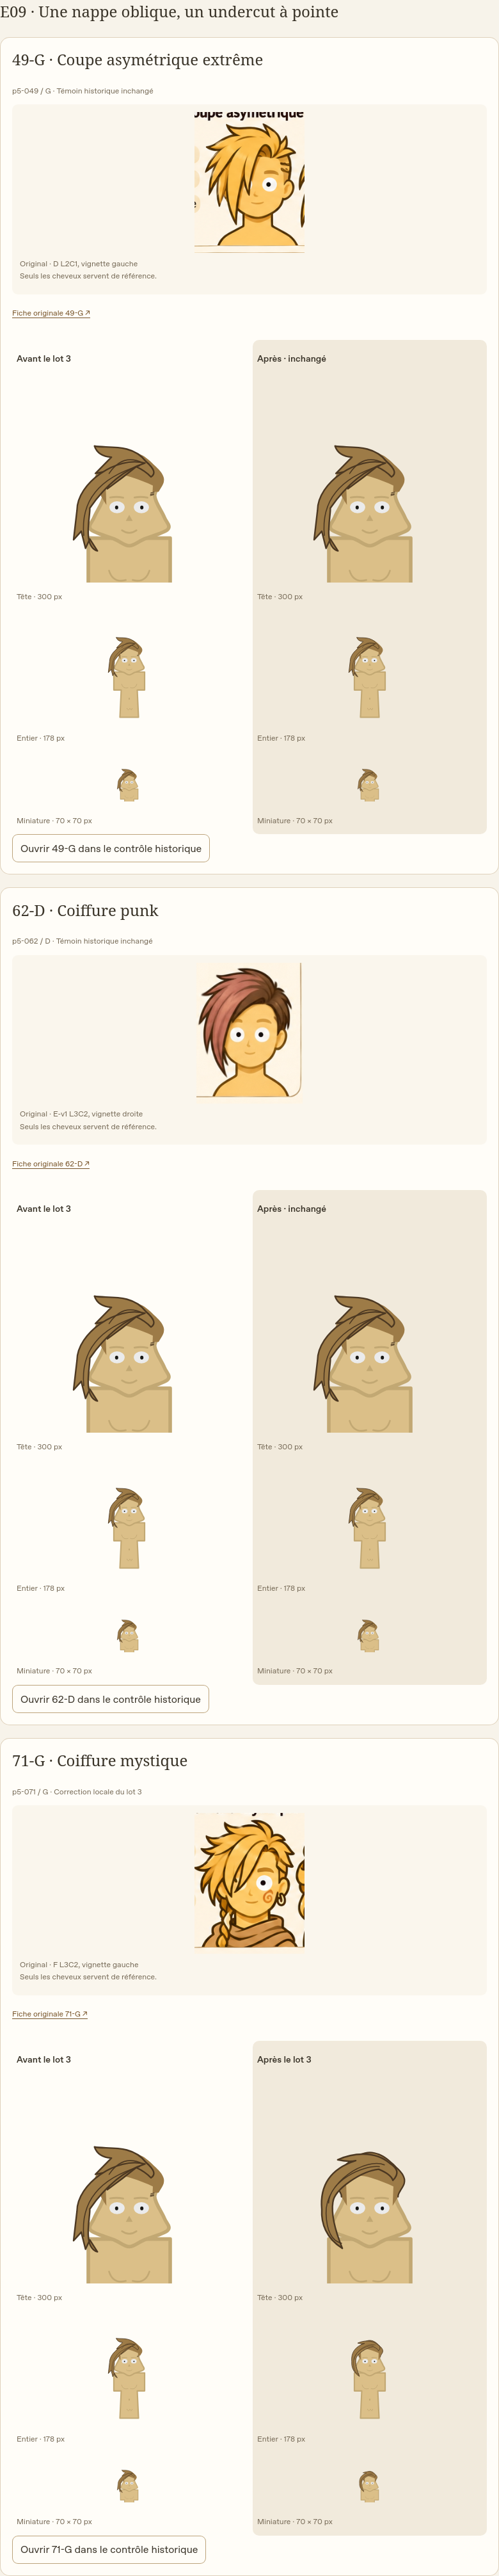 E09 · Une nappe oblique, un undercut à pointe
49-G · Coupe asymétrique extrême
p5-049 / G · Témoin historique inchangé
oupe asymétrique
e
Original · D L2C1, vignette gauche
Seuls les cheveux servent de référence.
Fiche originale 49-G ↗
Avant le lot 3
Après · inchangé
Tête · 300 px
Tête · 300 px
Entier · 178 px
Entier · 178 px
Miniature · 70 × 70 px
Miniature · 70 × 70 px
Ouvrir 49-G dans le contrôle historique
62-D · Coiffure punk
p5-062 / D · Témoin historique inchangé
Original · E-v1 L3C2, vignette droite
Seuls les cheveux servent de référence.
Fiche originale 62-D ↗
Avant le lot 3
Après · inchangé
Tête · 300 px
Tête · 300 px
Entier · 178 px
Entier · 178 px
Miniature · 70 × 70 px
Miniature · 70 × 70 px
Ouvrir 62-D dans le contrôle historique
71-G · Coiffure mystique
p5-071 / G · Correction locale du lot 3
Original · F L3C2, vignette gauche
Seuls les cheveux servent de référence.
Fiche originale 71-G ↗
Avant le lot 3
Après le lot 3
Tête · 300 px
Tête · 300 px
Entier · 178 px
Entier · 178 px
Miniature · 70 × 70 px
Miniature · 70 × 70 px
Ouvrir 71-G dans le contrôle historique